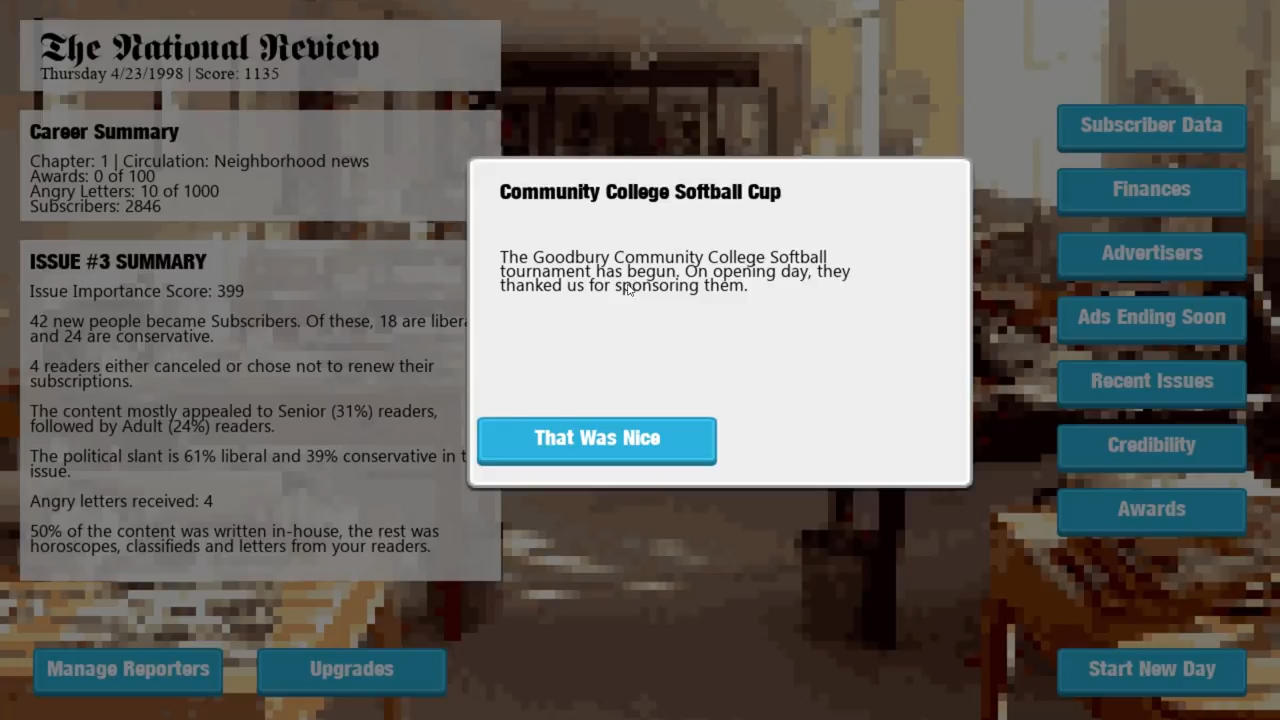 The National Review
Thursday 4/23/1998 | Score: 1135
Career Summary
Chapter: 1 | Circulation: Neighborhood news
Awards: 0 of 100
Angry Letters: 10 of 1000
Subscribers: 2846
ISSUE #3 SUMMARY
Issue Importance Score: 399
42 new people became Subscribers. Of these, 18 are
and 24 are conservative.
4 readers either canceled or chose not to renew their
subscriptions.
The content mostly appealed to Senior (31%) readers,
followed by Adult (24%) readers.
The political slant is 61% liberal and 39% conservative in
issue.
Angry letters received: 4
50% of the content was written in-house, the rest was
horoscopes, classifieds and letters from your readers.
Community College Softball Cup
The Goodbury Community College Softball
tournament has begun. On opening day, they
thanked us for sponsoring them.
That Was Nice
Subscriber Data
Finances
Advertisers
Ads Ending Soon
Recent Issues
Credibility
Awards
Manage Reporters
Upgrades
Start New Day